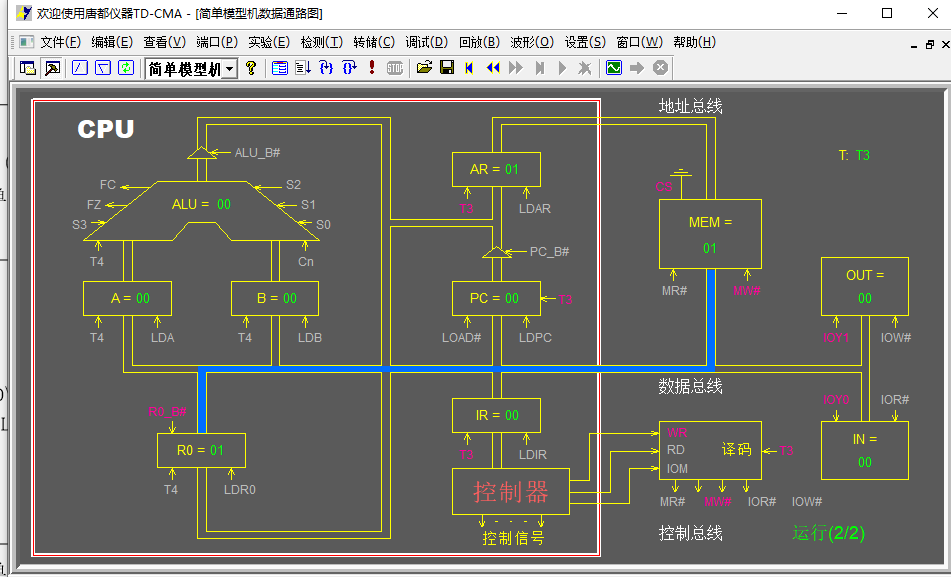 欢迎使用唐都仪器TD-CMA - [简单模型机数据通路图]
文件(F) 编辑(E) 查看(V) 端口(P) 实验(E) 检测(T) 转储(C) 调试(D) 回放(B) 波形(O) 设置(S) 窗口(W) 帮助(H)
简单模型机
STOP
CPU
地址总线
ALU_B#
T: T3
AR = 01
FC
S2
C3
FZ
ALU = 00
S1
T3
LDAR
S3
S0
MEM =
01
PC_B#
T4
Cn
OUT =
00
MR#
MW#
A = 00
B = 00
PC = 00
T3
T4
LDA
T4
LDB
LOAD#
LDPC
IOY1
IOW#
数据总线
R0_B#
IR = 00
IOY0
IOR#
R0 = 01
T3
LDIR
WR
RD
IOM
译码
T3
IN =
00
T4
LDR0
控制器
MR#
MW#
IOR#
IOW#
控制信号
控制总线
运行(2/2)